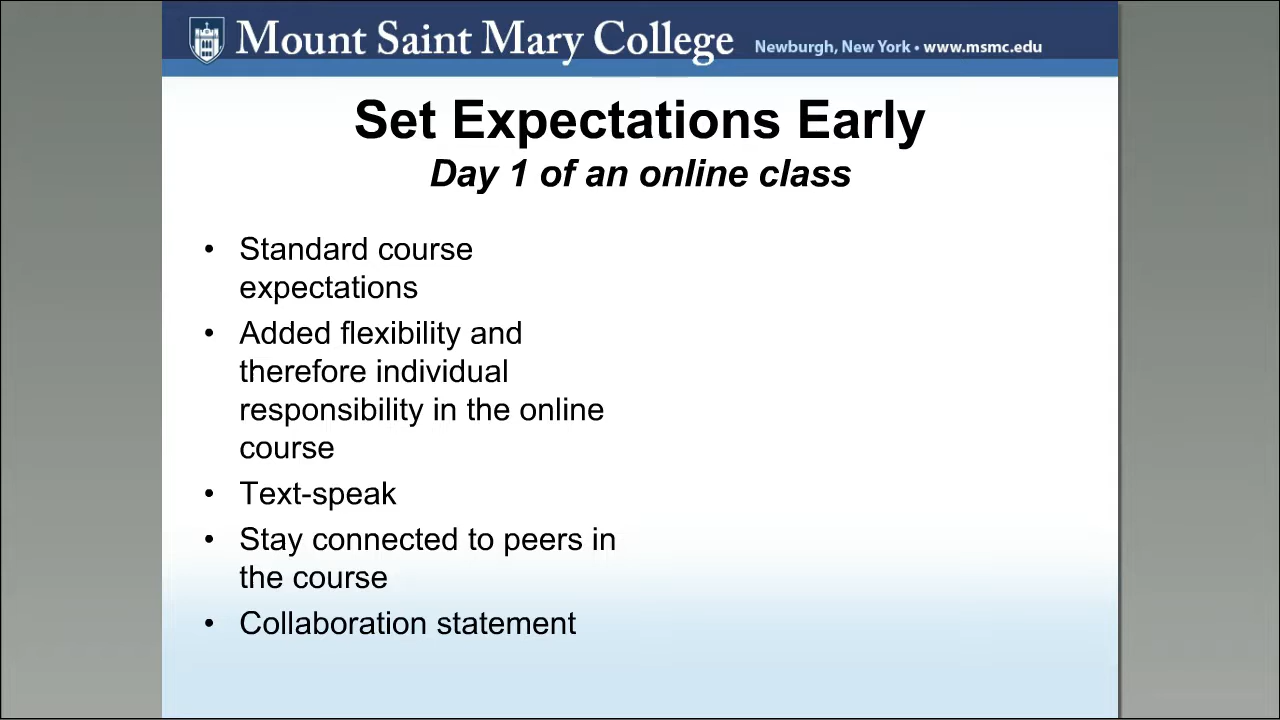 Mount Saint Mary College Newburgh, New York • www.msmc.edu
Set Expectations Early
Day 1 of an online class
• Standard course
expectations
• Added flexibility and
therefore individual
responsibility in the online
course
• Text-speak
• Stay connected to peers in
the course
• Collaboration statement